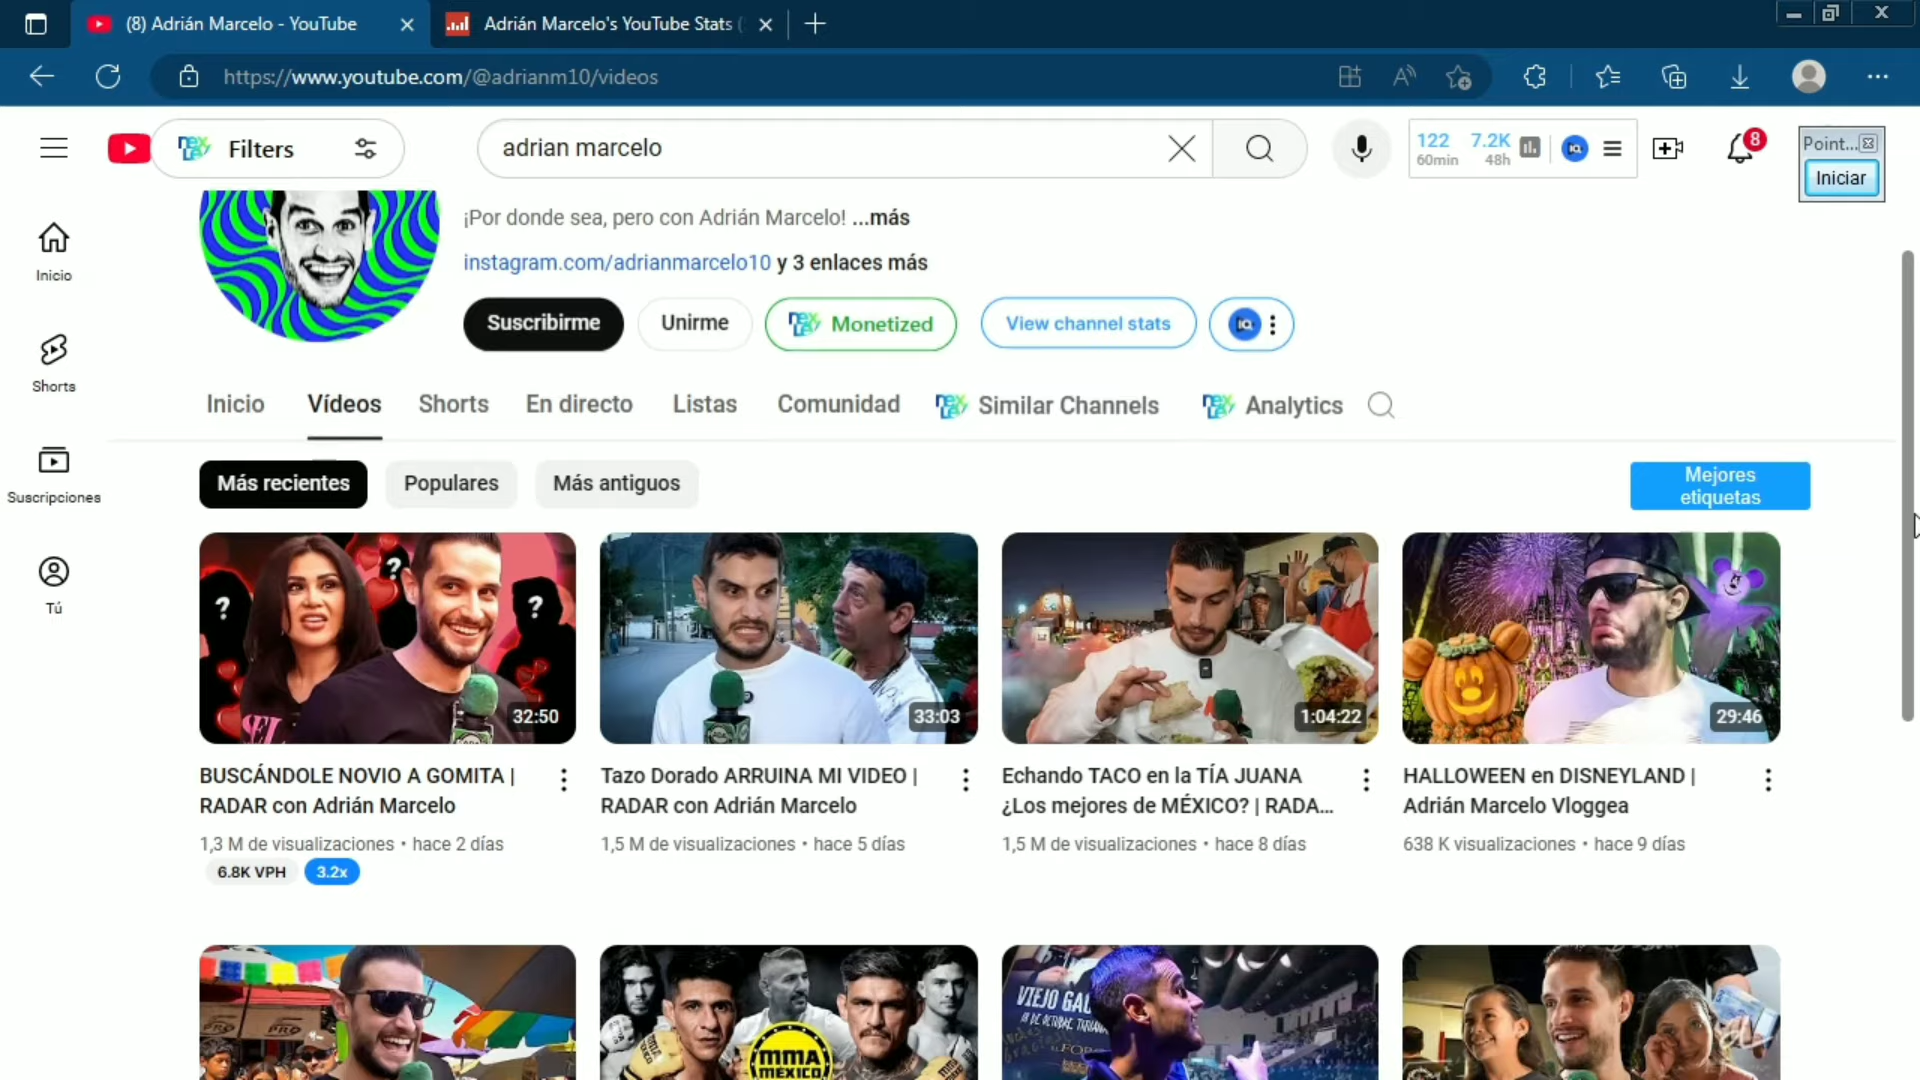 (8) Adrián Marcelo - YouTube
Adrián Marcelo's YouTube Stats (
https://www.youtube.com/@adrianm10/videos
Filters
adrian marcelo
122 7.2K
60min 48h
8
Point...
Iniciar
¡Por donde sea, pero con Adrián Marcelo! ...más
instagram.com/adrianmarcelo10 y 3 enlaces más
Suscribirme
Unirme
Monetized
View channel stats
Inicio
Shorts
Suscripciones
Tú
Inicio Vídeos Shorts En directo Listas Comunidad Similar Channels Analytics
Más recientes
Populares
Más antiguos
Mejores
etiquetas
32:50
33:03
1:04:22
29:46
BUSCÁNDOLE NOVIO A GOMITA |
RADAR con Adrián Marcelo
1,3 M de visualizaciones • hace 2 días
6.8K VPH 3.2x
Tazo Dorado ARRUINA MI VIDEO |
RADAR con Adrián Marcelo
1,5 M de visualizaciones • hace 5 días
Echando TACO en la TÍA JUANA
¿Los mejores de MÉXICO? | RADA...
1,5 M de visualizaciones • hace 8 días
HALLOWEEN en DISNEYLAND |
Adrián Marcelo Vloggea
638 K visualizaciones • hace 9 días
MMA
MEXICO
VIEJO